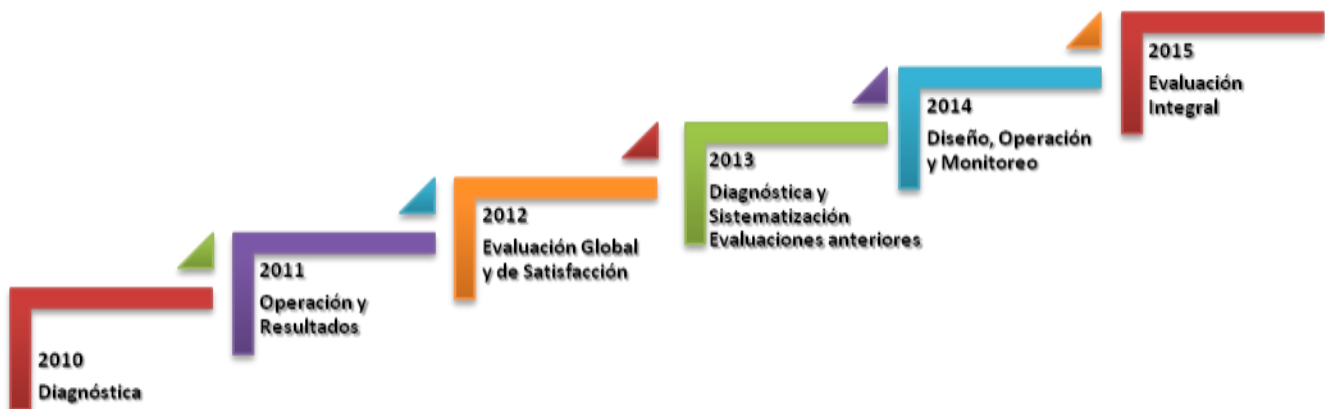 2010
Diagnóstica
2011
Operación y
Resultados
2012
Evaluación Global
y de Satisfacción
2013
Diagnóstica y
Sistematización
Evaluaciones anteriores
2014
Diseño, Operación
y Monitoreo
2015
Evaluación
Integral